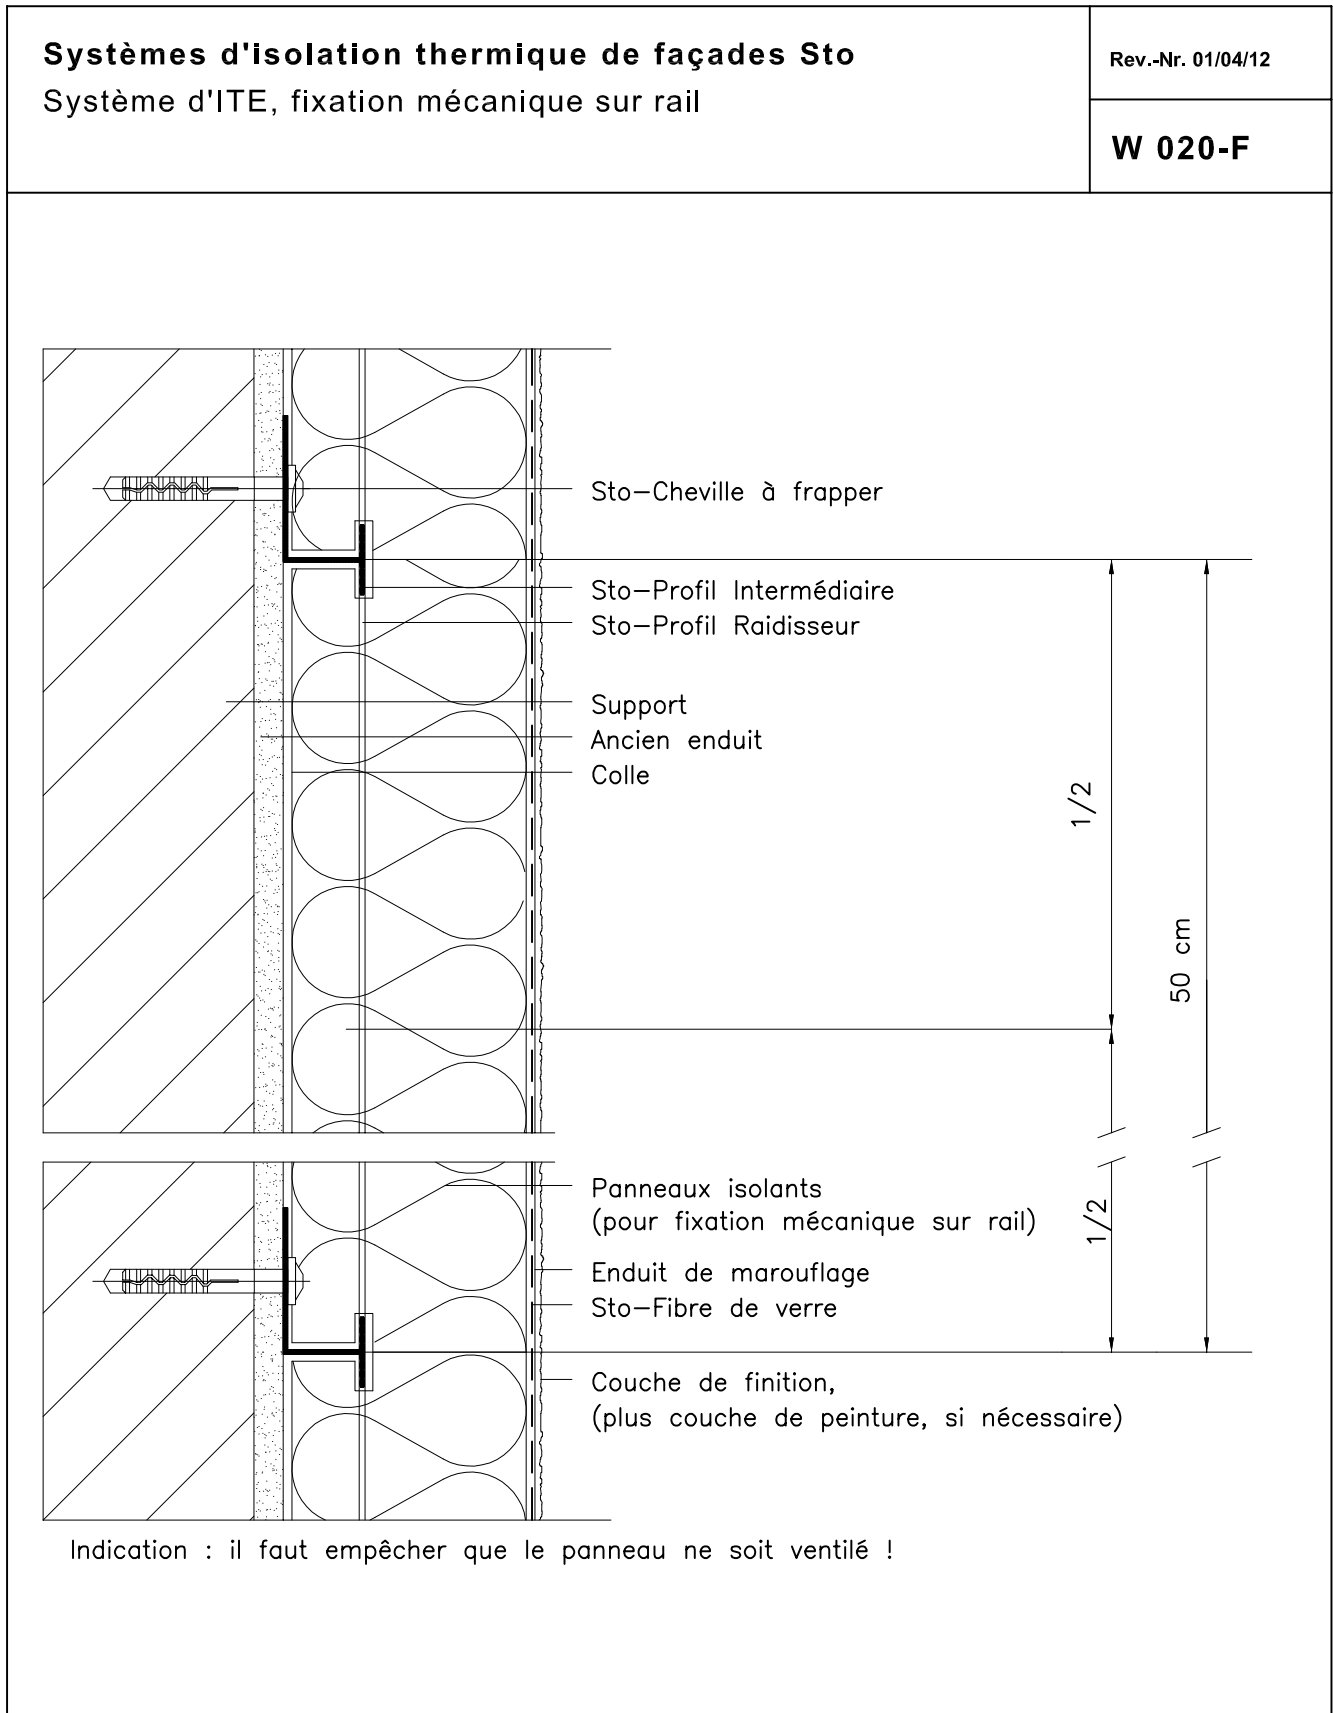 Systèmes d'isolation thermique de façades Sto
Système d'ITE, fixation mécanique sur rail
Rev.-Nr. 01/04/12
W 020-F
Sto-Cheville à frapper
Sto-Profil Intermédiaire
Sto-Profil Raidisseur
Support
Ancien enduit
Colle
1/2
50 cm
Panneaux isolants
(pour fixation mécanique sur rail)
1/2
Enduit de marouflage
Sto-Fibre de verre
Couche de finition,
(plus couche de peinture, si nécessaire)
Indication : il faut empêcher que le panneau ne soit ventilé !